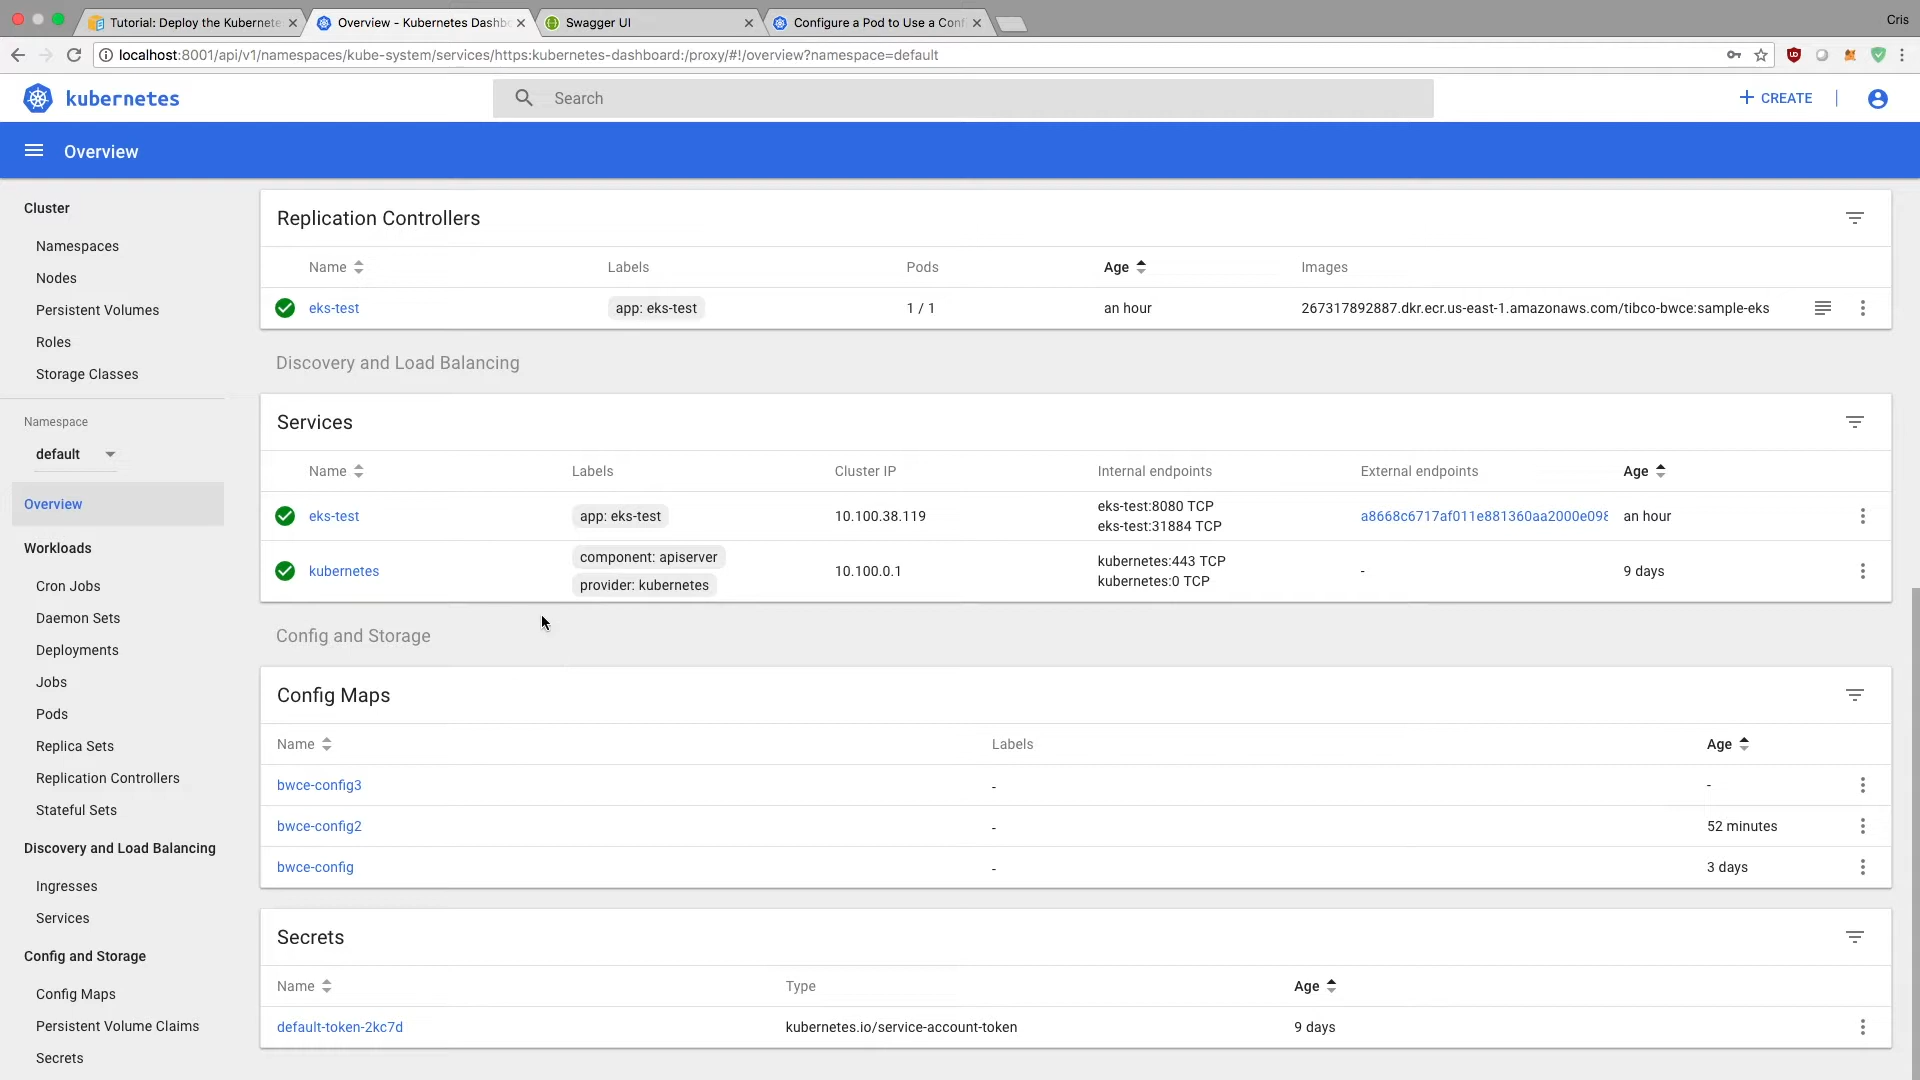 Tutorial: Deploy the Kubernete
Overview - Kubernetes Dashbo
Swagger UI
Configure a Pod to Use a Conf
Cris
localhost:8001/api/v1/namespaces/kube-system/services/https:kubernetes-dashboard:/proxy/#!/overview?namespace=default
kubernetes
Search
CREATE
Overview
Cluster
Namespaces
Nodes
Persistent Volumes
Roles
Storage Classes
Namespace
default
Overview
Workloads
Cron Jobs
Daemon Sets
Deployments
Jobs
Pods
Replica Sets
Replication Controllers
Stateful Sets
Discovery and Load Balancing
Ingresses
Services
Config and Storage
Config Maps
Persistent Volume Claims
Secrets
Replication Controllers
Name Labels Pods Age Images
eks-test app: eks-test 1 / 1 an hour 267317892887.dkr.ecr.us-east-1.amazonaws.com/tibco-bwce:sample-eks
Discovery and Load Balancing
Services
Name Labels Cluster IP Internal endpoints External endpoints Age
eks-test app: eks-test 10.100.38.119 eks-test:8080 TCP a8668c6717af011e881360aa2000e098 an hour
eks-test:31884 TCP
kubernetes component: apiserver 10.100.0.1 kubernetes:443 TCP - 9 days
provider: kubernetes kubernetes:0 TCP
Config and Storage
Config Maps
Name Labels Age
bwce-config3 - -
bwce-config2 - 52 minutes
bwce-config - 3 days
Secrets
Name Type Age
default-token-2kc7d kubernetes.io/service-account-token 9 days